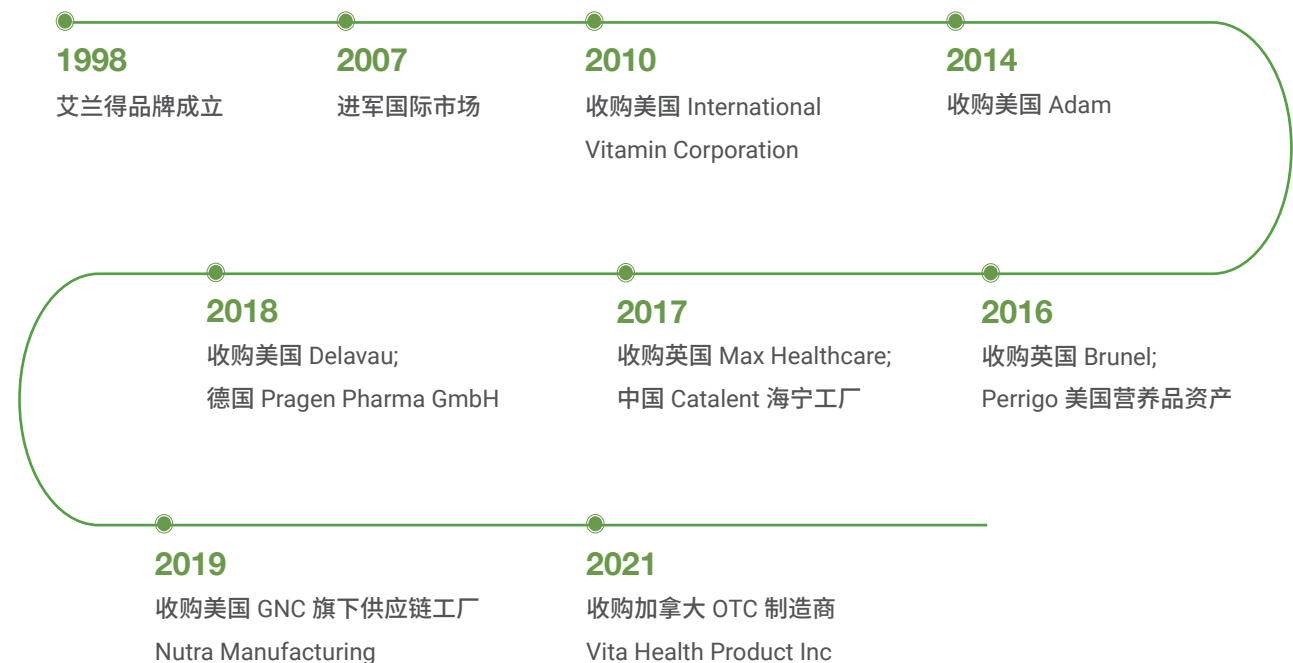 1998
艾兰得品牌成立
2007
进军国际市场
2010
收购美国 International
Vitamin Corporation
2014
收购美国 Adam
2016
收购英国 Brunel;
Perrigo 美国营养品资产
2017
收购英国 Max Healthcare;
中国 Catalent 海宁工厂
2018
收购美国 Delavau;
德国 Pragen Pharma GmbH
2019
收购美国 GNC 旗下供应链工厂
Nutra Manufacturing
2021
收购加拿大 OTC 制造商
Vita Health Product Inc